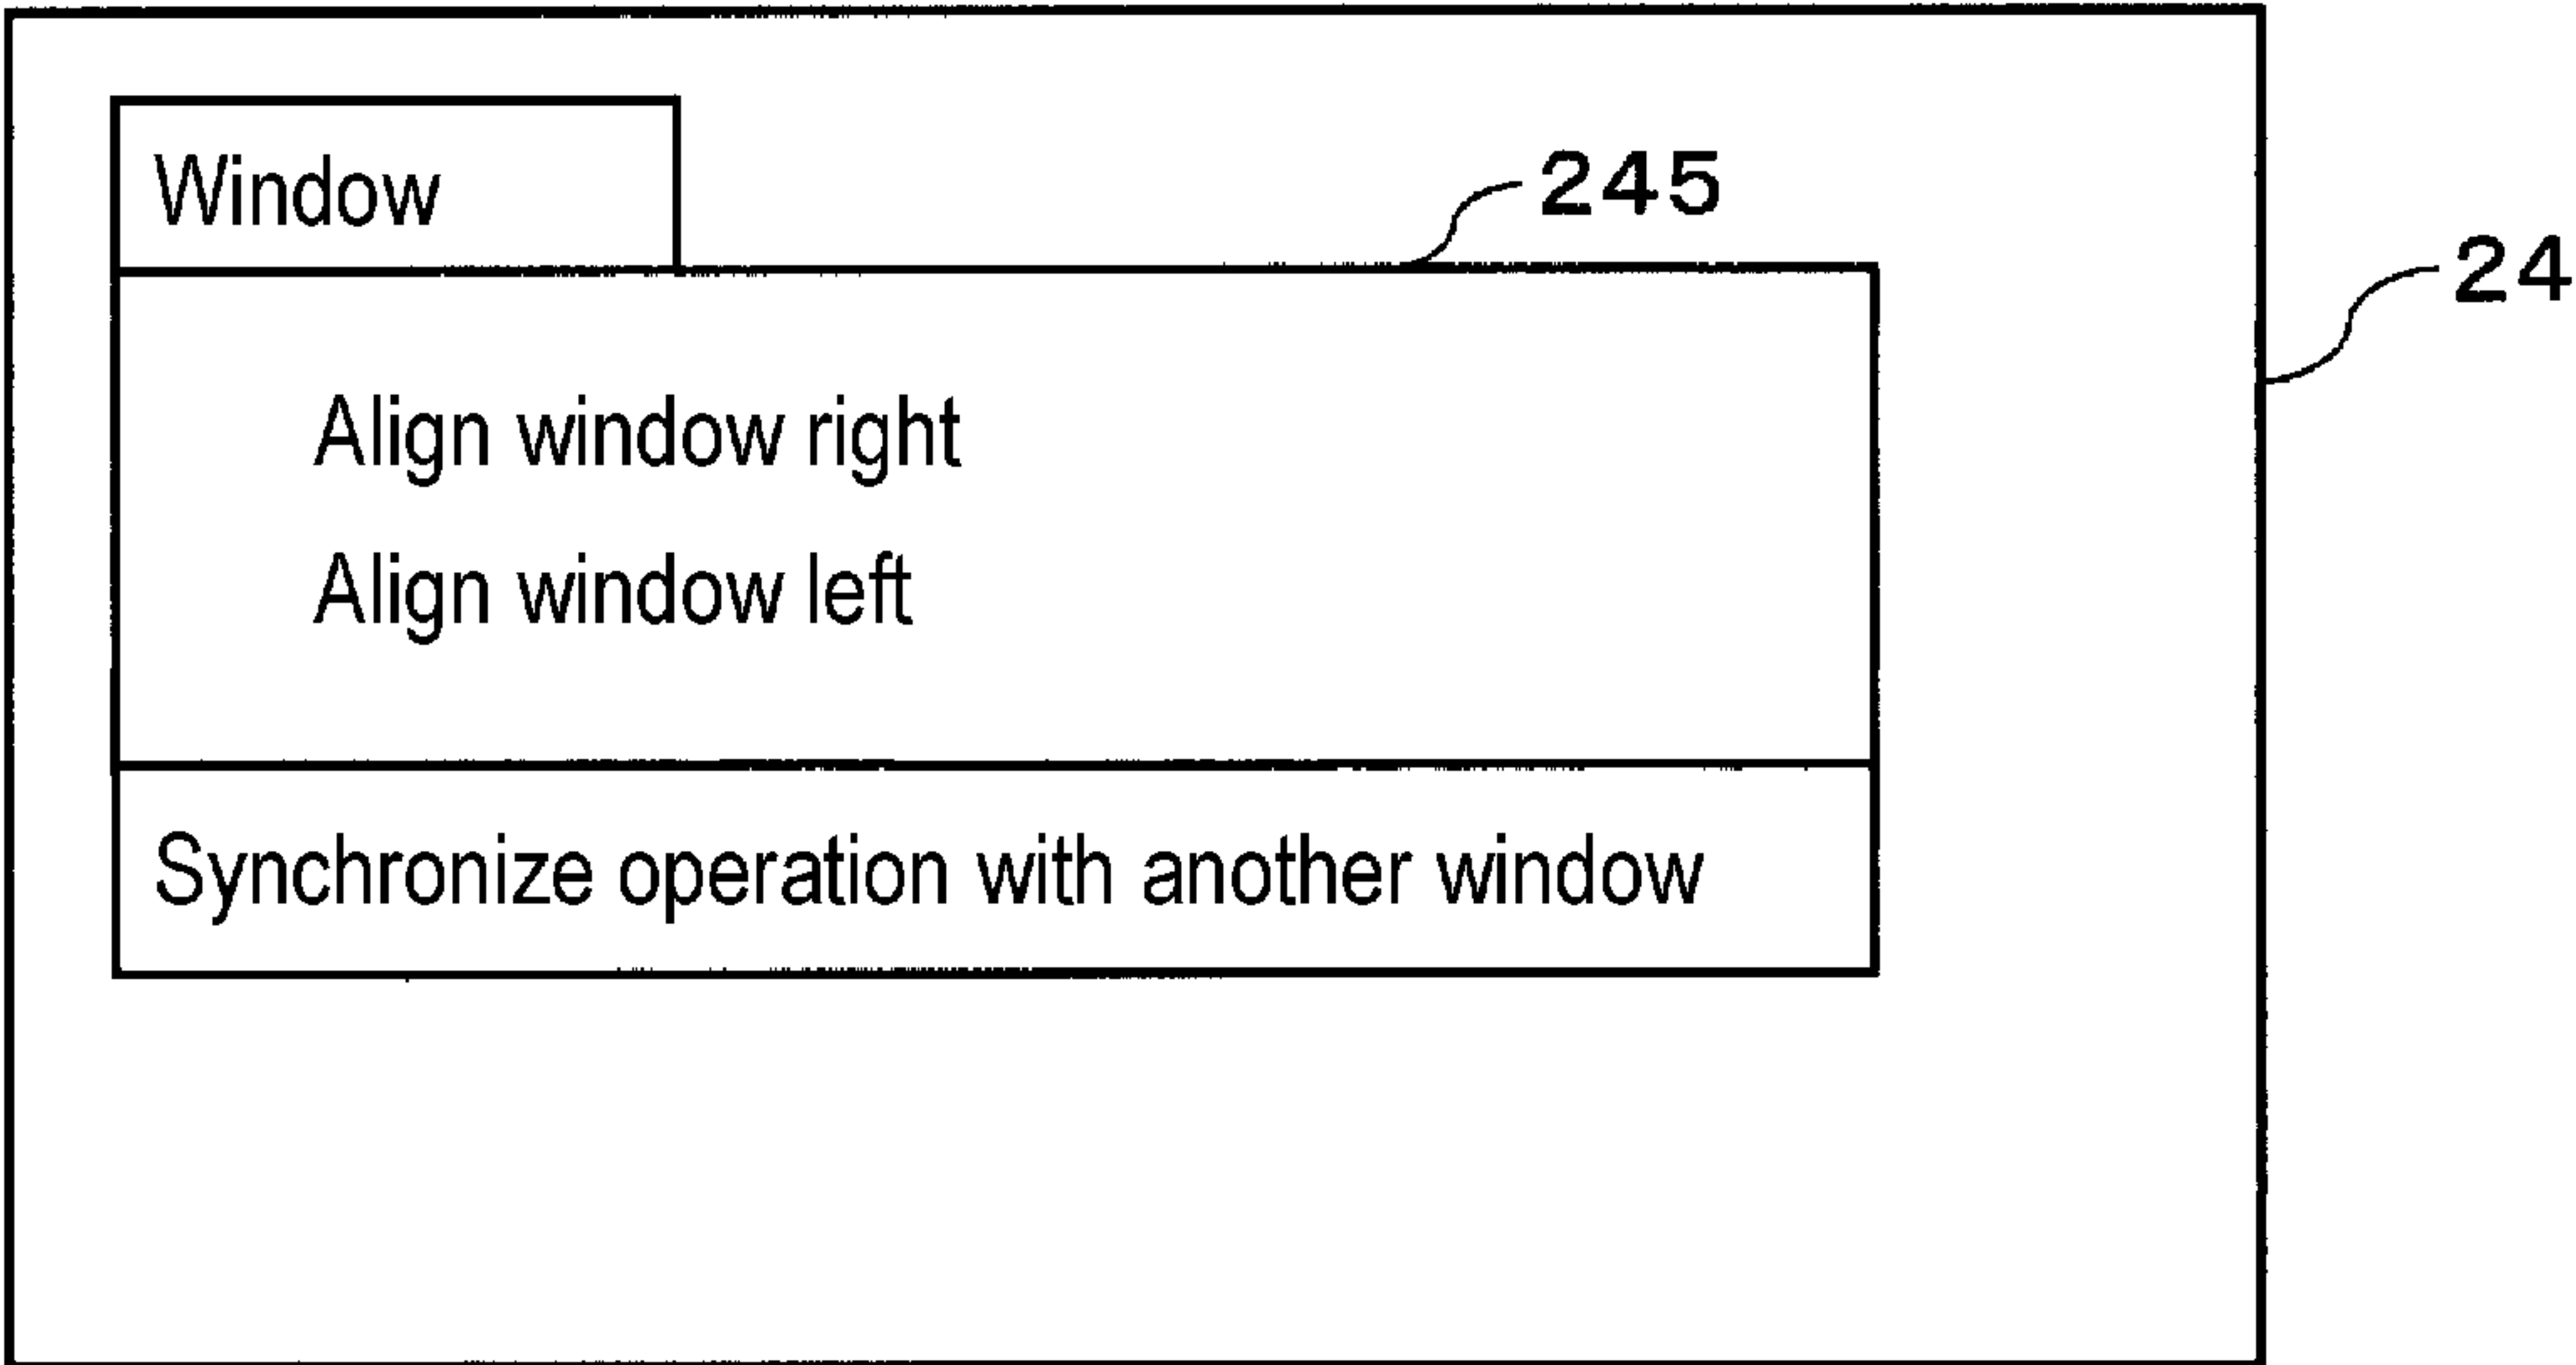 Window
245
24
Align window right
Align window left
Synchronize operation with another window